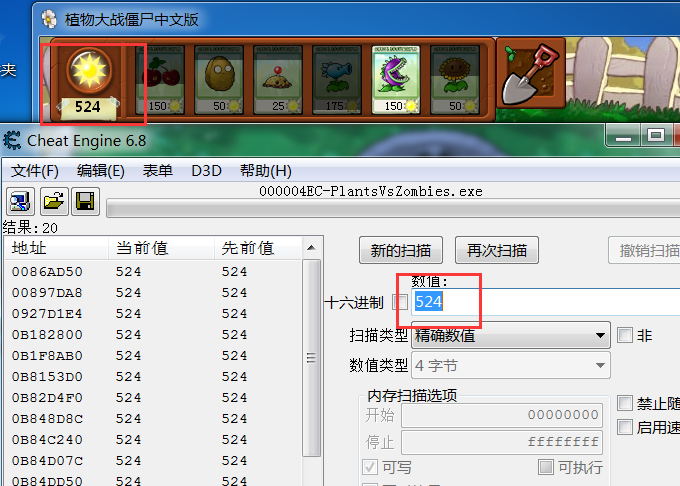 植物大战僵尸中文版
夹
524
150
50
25
175
150
50
Cheat Engine 6.8
文件(F) 编辑(E) 表单 D3D 帮助(H)
000004EC-PlantsVsZombies.exe
结果:20
地址 当前值 先前值
新的扫描 再次扫描 撤销扫描
0086AD50 524 524
数值:
00897DA8 524 524
十六进制 524
0927D1E4 524 524
0B182800 524 524
扫描类型 精确数值 非
0B1F8AB0 524 524
数值类型 4 字节
0B8153D0 524 524
内存扫描选项
0B82D4F0 524 524
开始 00000000
禁止随
0B848D8C 524 524
启用速
0B84C240 524 524
停止 ffffffff
0B84D07C 524 524
可写 可执行
0B84DD50 524 524